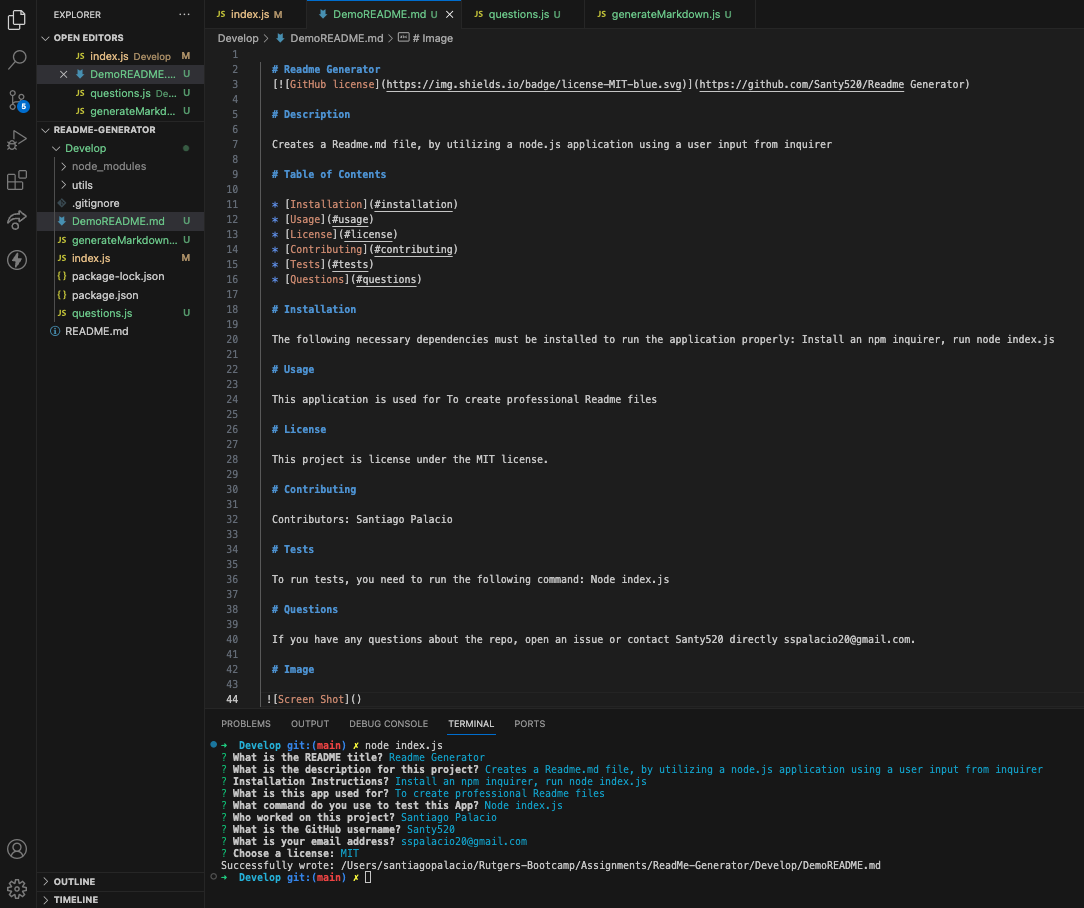 EXPLORER ···
OPEN EDITORS
JS index.js Develop M
DemoREADME.... U
JS questions.js De... U
JS generateMarkd... U
README-GENERATOR
Develop
node_modules
utils
.gitignore
DemoREADME.md U
JS generateMarkdown... U
JS index.js M
{} package-lock.json
{} package.json
JS questions.js U
README.md
5
OUTLINE
TIMELINE
JS index.js M DemoREADME.md U JS questions.js U JS generateMarkdown.js U
Develop > DemoREADME.md > # Image
1
2 # Readme Generator
3 [![GitHub license](https://img.shields.io/badge/license-MIT-blue.svg)](https://github.com/Santy520/Readme Generator)
4
5 # Description
6
7 Creates a Readme.md file, by utilizing a node.js application using a user input from inquirer
8
9 # Table of Contents
10
11 * [Installation](#installation)
12 * [Usage](#usage)
13 * [License](#license)
14 * [Contributing](#contributing)
15 * [Tests](#tests)
16 * [Questions](#questions)
17
18 # Installation
19
20 The following necessary dependencies must be installed to run the application properly: Install an npm inquirer, run node index.js
21
22 # Usage
23
24 This application is used for To create professional Readme files
25
26 # License
27
28 This project is license under the MIT license.
29
30 # Contributing
31
32 Contributors: Santiago Palacio
33
34 # Tests
35
36 To run tests, you need to run the following command: Node index.js
37
38 # Questions
39
40 If you have any questions about the repo, open an issue or contact Santy520 directly sspalacio20@gmail.com.
41
42 # Image
43
44 ![Screen Shot]()
PROBLEMS OUTPUT DEBUG CONSOLE TERMINAL PORTS
➜ Develop git:(main) ✗ node index.js
? What is the README title? Readme Generator
? What is the description for this project? Creates a Readme.md file, by utilizing a node.js application using a user input from inquirer
? Installation Instructions? Install an npm inquirer, run node index.js
? What is this app used for? To create professional Readme files
? What command do you use to test this App? Node index.js
? Who worked on this project? Santiago Palacio
? What is the GitHub username? Santy520
? What is your email address? sspalacio20@gmail.com
? Choose a license: MIT
Successfully wrote: /Users/santiagopalacio/Rutgers-Bootcamp/Assignments/ReadMe-Generator/Develop/DemoREADME.md
➜ Develop git:(main) ✗